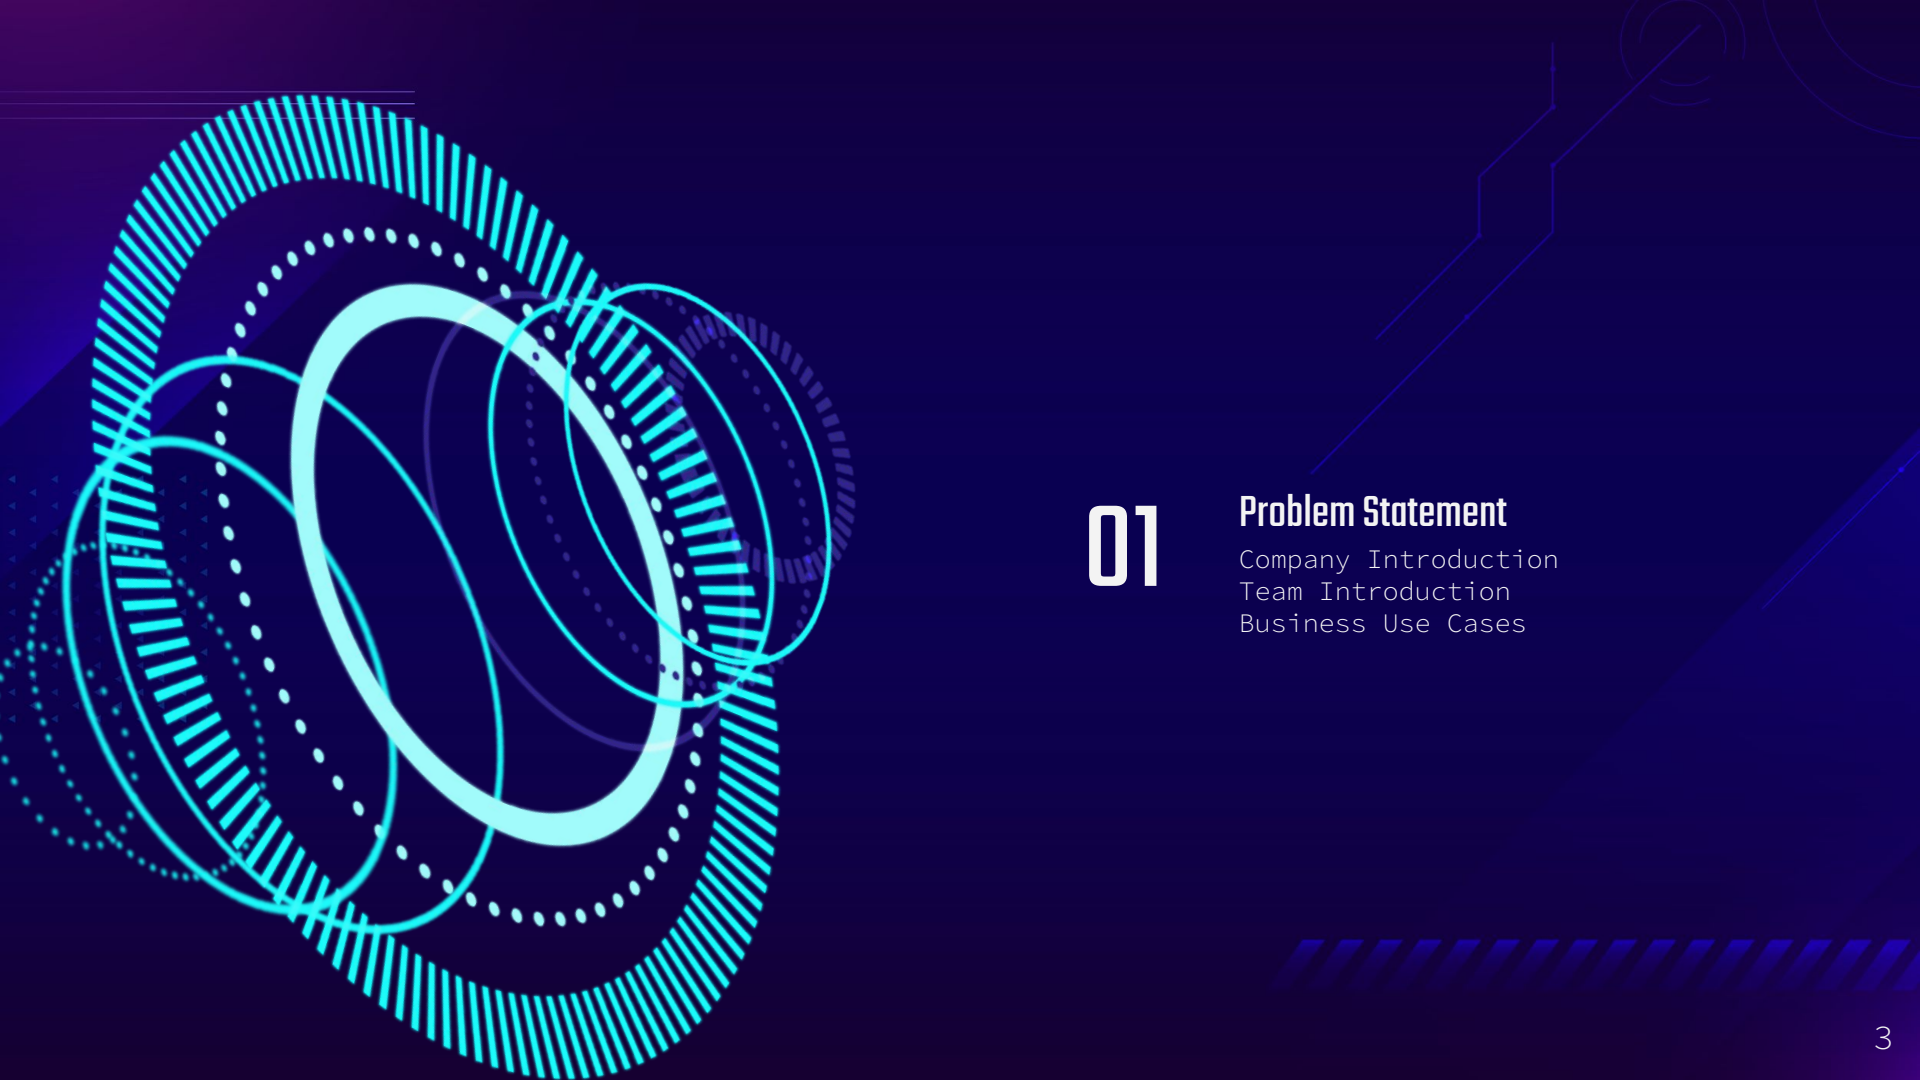 01
Problem Statement
Company Introduction
Team Introduction
Business Use Cases
3